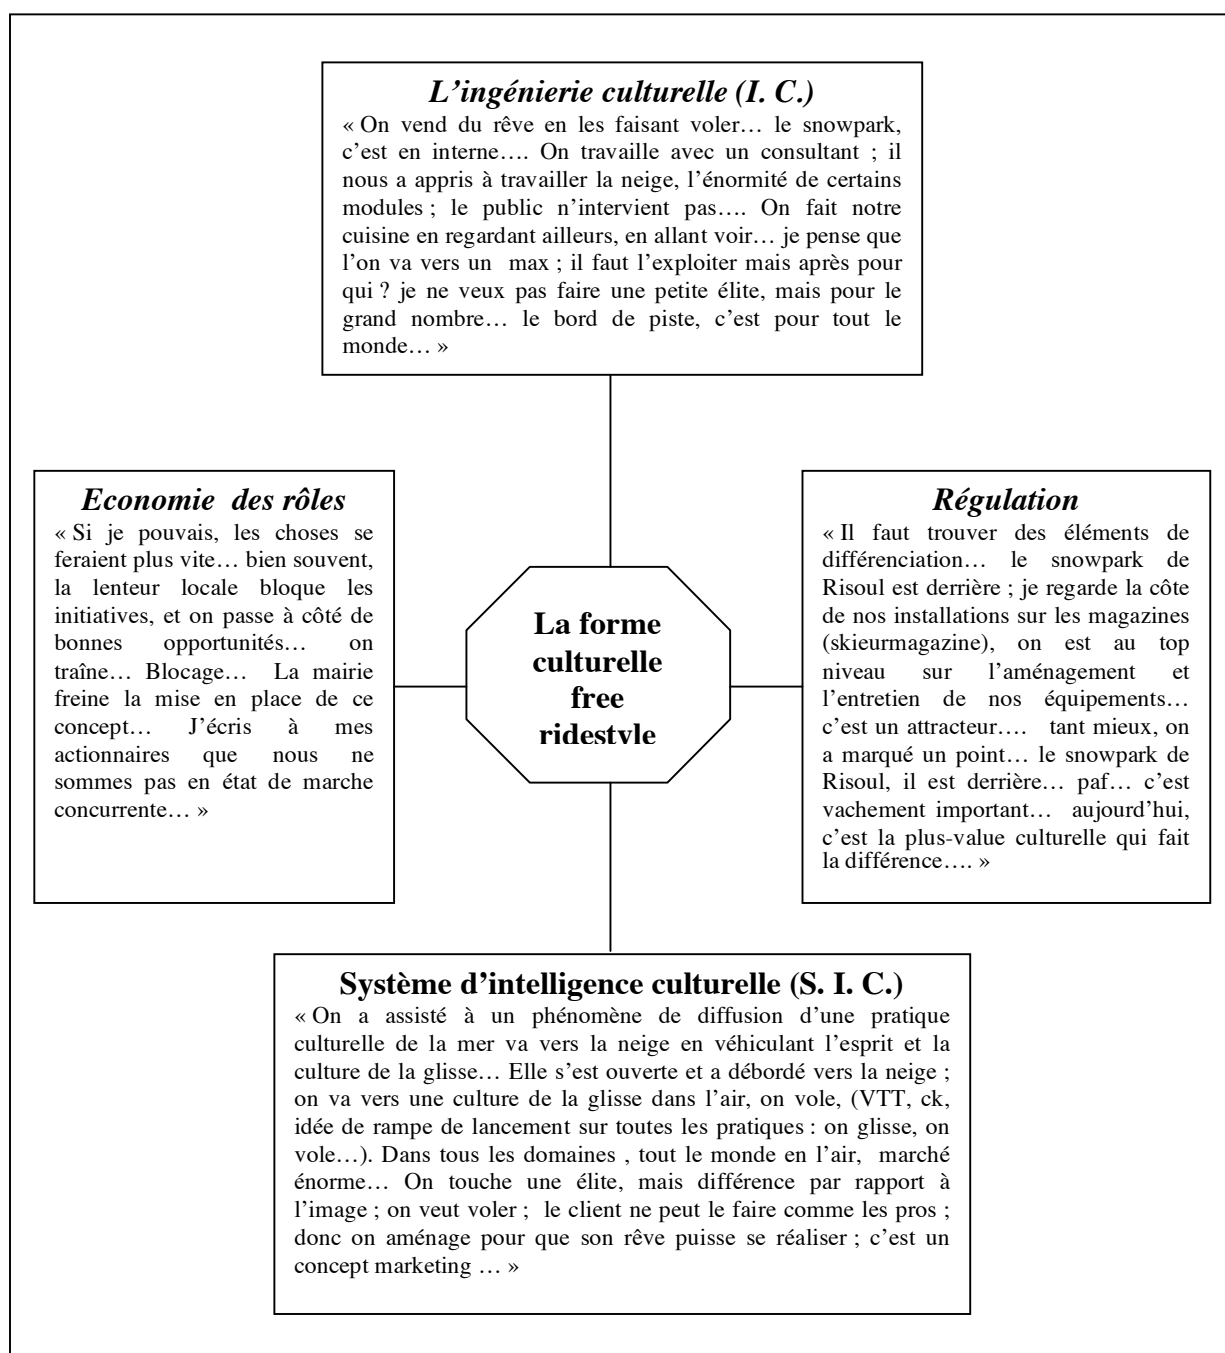 L’ingénierie culturelle (I. C.)
« On vend du rêve en les faisant voler… le snowpark,
c’est en interne…. On travaille avec un consultant ; il
nous a appris à travailler la neige, l’énormité de certains
modules ; le public n’intervient pas…. On fait notre
cuisine en regardant ailleurs, en allant voir… je pense que
l’on va vers un max ; il faut l’exploiter mais après pour
qui ? je ne veux pas faire une petite élite, mais pour le
grand nombre… le bord de piste, c’est pour tout le
monde… »
Economie des rôles
« Si je pouvais, les choses se
feraient plus vite… bien souvent,
la lenteur locale bloque les
initiatives, et on passe à côté de
bonnes opportunités… on
traîne… Blocage… La mairie
freine la mise en place de ce
concept… J’écris à mes
actionnaires que nous ne
sommes pas en état de marche
concurrente… »
La forme
culturelle
free
ridestyle
Régulation
« Il faut trouver des éléments de
différenciation… le snowpark de
Risoul est derrière ; je regarde la côte
de nos installations sur les magazines
(skieurmagazine), on est au top
niveau sur l’aménagement et
l’entretien de nos équipements…
c’est un attracteur…. tant mieux, on
a marqué un point… le snowpark de
Risoul, il est derrière… paf… c’est
vachement important… aujourd’hui,
c’est la plus-value culturelle qui fait
la différence…. »
Système d’intelligence culturelle (S. I. C.)
« On a assisté à un phénomène de diffusion d’une pratique
culturelle de la mer va vers la neige en véhiculant l’esprit et la
culture de la glisse… Elle s’est ouverte et a débordé vers la neige ;
on va vers une culture de la glisse dans l’air, on vole, (VTT, ck,
idée de rampe de lancement sur toutes les pratiques : on glisse, on
vole…). Dans tous les domaines , tout le monde en l’air, marché
énorme… On touche une élite, mais différence par rapport à
l’image ; on veut voler ; le client ne peut le faire comme les pros ;
donc on aménage pour que son rêve puisse se réaliser ; c’est un
concept marketing … »